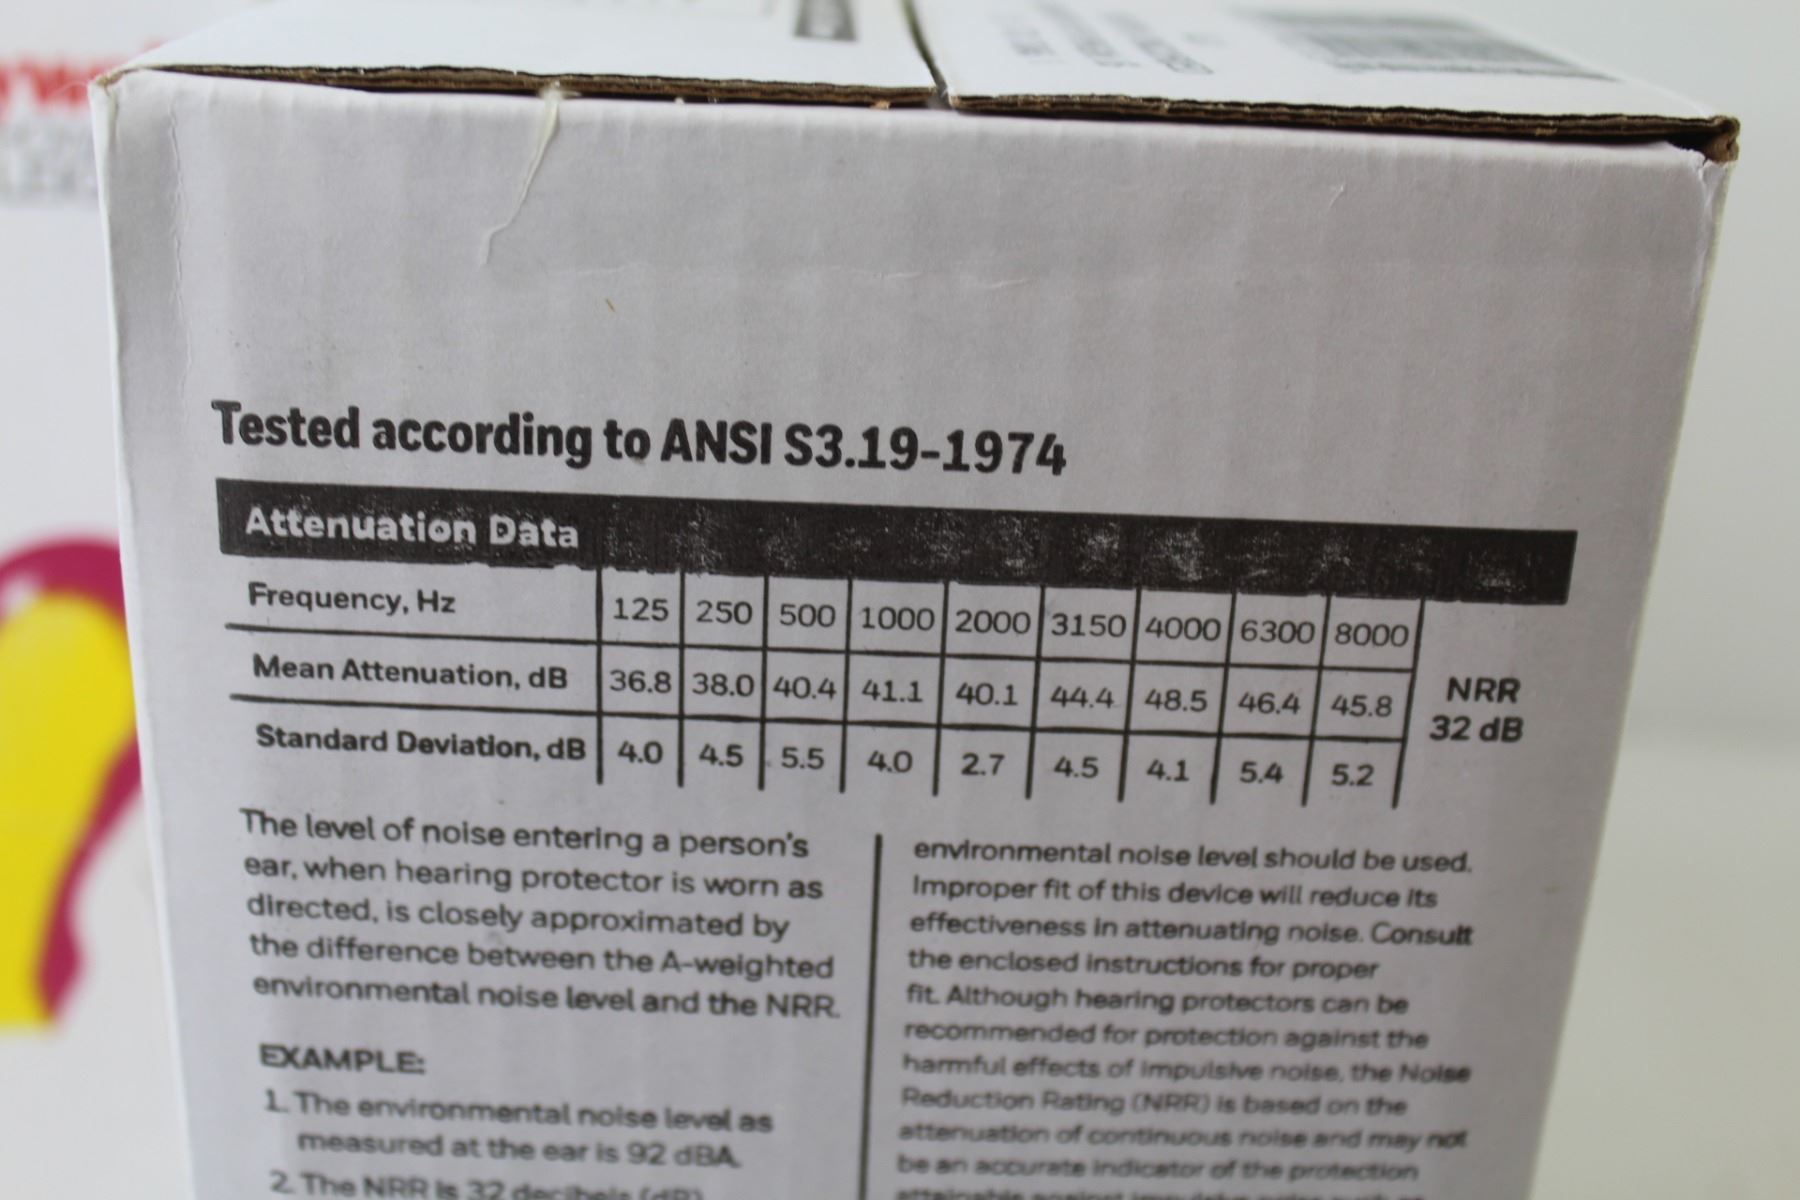 Tested according to ANSI S3.19-1974
Attenuation Data
Frequency, Hz 125 250 500 1000 2000 3150 4000 6300 8000
Mean Attenuation, dB 36.8 38.0 40.4 41.1 40.1 44.4 48.5 46.4 45.8
Standard Deviation, dB 4.0 4.5 5.5 4.0 2.7 4.5 4.1 5.4 5.2
NRR
32 dB
The level of noise entering a person's
ear, when hearing protector is worn as
directed, is closely approximated by
the difference between the A-weighted
environmental noise level and the NRR.
EXAMPLE:
1. The environmental noise level as
measured at the ear is 92 dBA.
2. The NRR is 32 decibels (dB)
environmental noise level should be used.
Improper fit of this device will reduce its
effectiveness in attenuating noise. Consult
the enclosed instructions for proper
fit. Although hearing protectors can be
recommended for protection against the
harmful effects of impulsive noise, the Noise
Reduction Rating (NRR) is based on the
attenuation of continuous noise and may not
be an accurate indicator of the protection